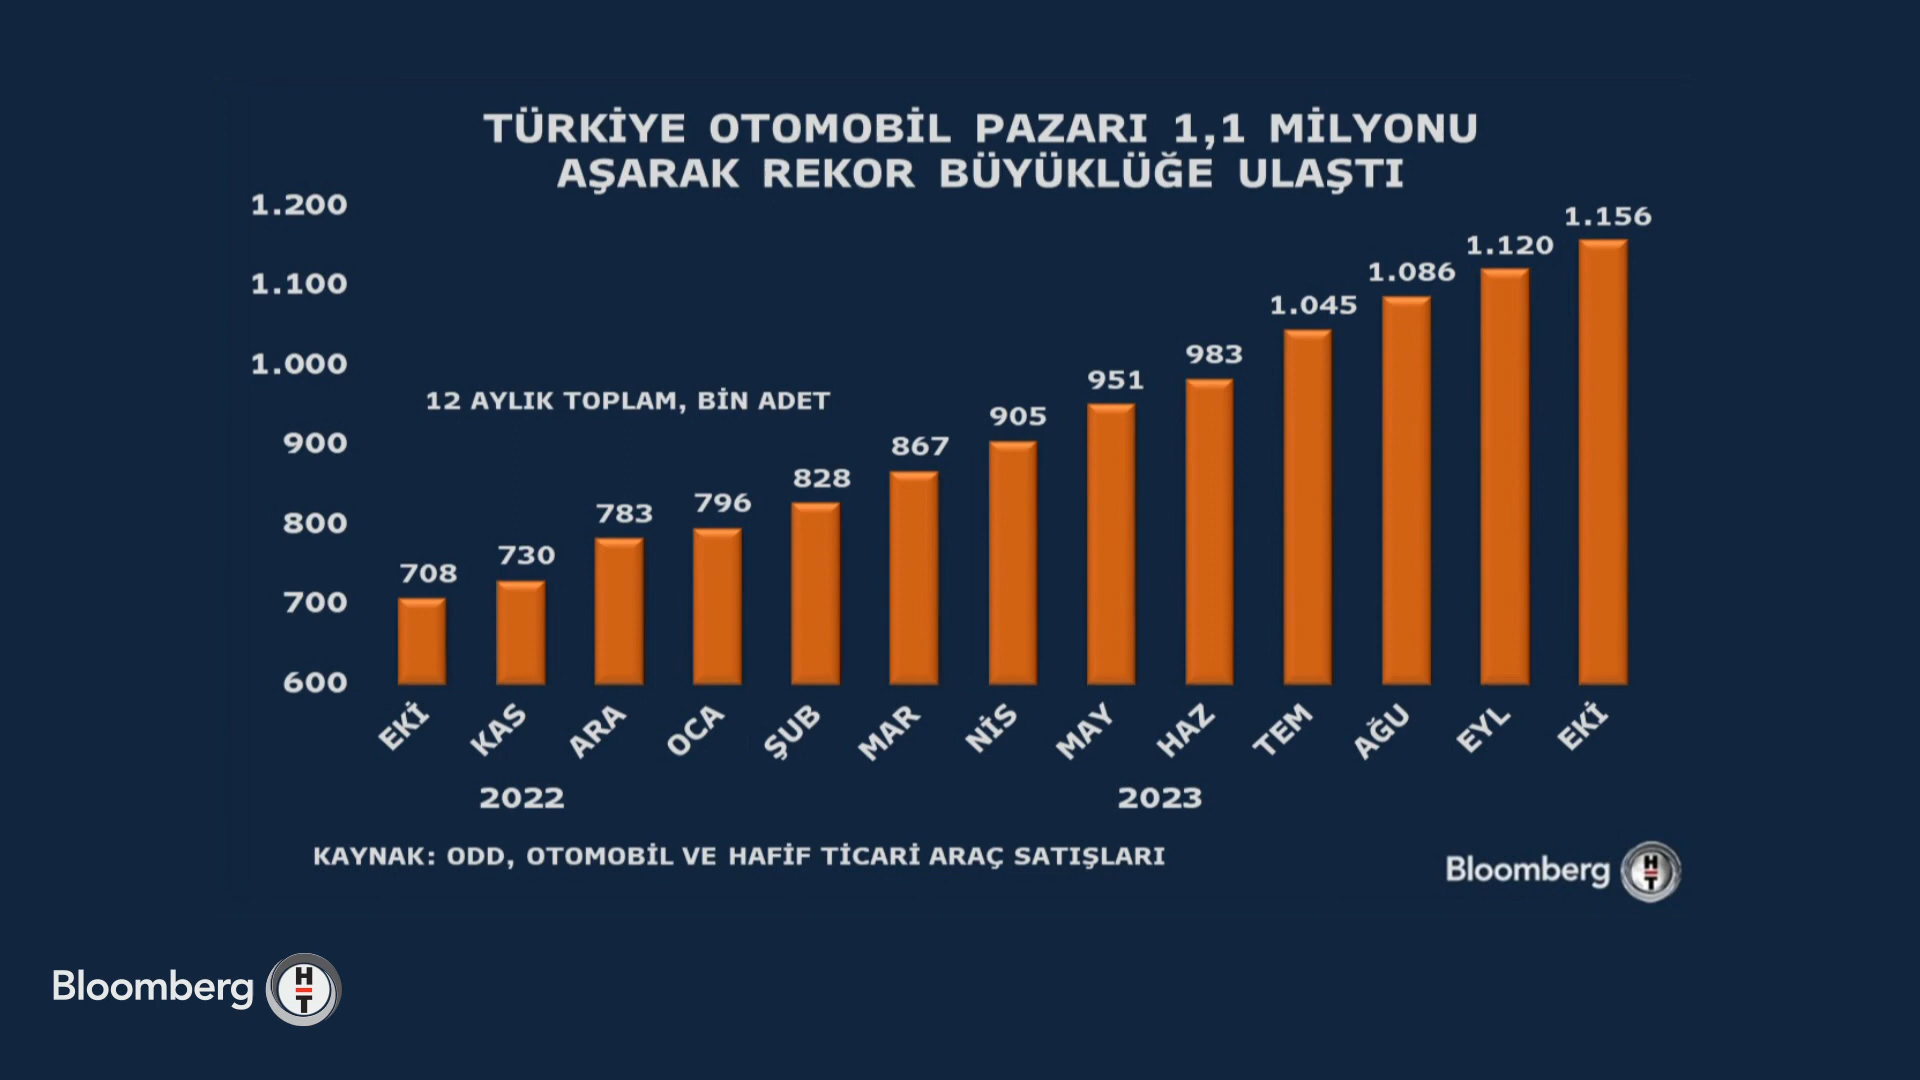 TÜRKİYE OTOMOBİL PAZARI 1,1 MİLYONU
AŞARAK REKOR BÜYÜKLÜĞE ULAŞTI
1.200
1.100
1.000
900
800
700
600
12 AYLIK TOPLAM, BİN ADET
708
730
783
796
828
867
905
951
983
1.045
1.086
1.120
1.156
EKİ
KAS
ARA
OCA
ŞUB
MAR
NİS
MAY
HAZ
TEM
AĞU
EYL
EKİ
2022
2023
KAYNAK: ODD, OTOMOBİL VE HAFİF TİCARİ ARAÇ SATIŞLARI
Bloomberg HT
Bloomberg HT